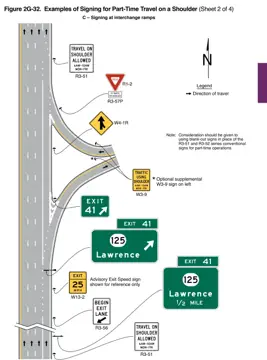 Figure 2G-32. Examples of Signing for Part-Time Travel on a Shoulder (Sheet 2 of 4)
C – Signing at interchange ramps
TRAVEL ON
SHOULDER
ALLOWED
R3-51
R1-2
R3-57P
W4-1R
N
Legend
Direction of travel
Note: Consideration should be given to
using blank-out signs in place of the
R3-51 and R3-52 series conventional
signs for part-time operations
TRAFFIC
USING
SHOULDER
W3-9
* Optional supplemental
W3-9 sign on left
EXIT
41
EXIT 41
125
Lawrence
EXIT 41
125
Lawrence
1/2 MILE
EXIT
25
MPH
W13-2
Advisory Exit Speed sign
shown for reference only
BEGIN
EXIT
LANE
R3-56
TRAVEL ON
SHOULDER
ALLOWED
R3-51